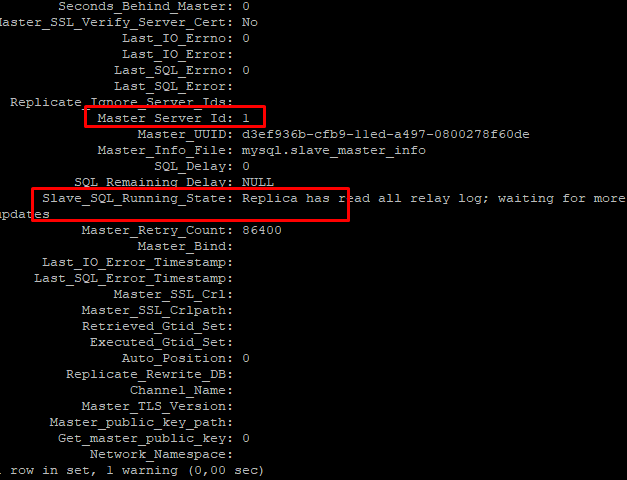 Seconds_Behind_Master: 0
Master_SSL_Verify_Server_Cert: No
Last_IO_Errno: 0
Last_IO_Error:
Last_SQL_Errno: 0
Last_SQL_Error:
Replicate_Ignore_Server_Ids:
Master_Server_Id: 1
Master_UUID: d3ef936b-cfb9-11ed-a497-0800278f60de
Master_Info_File: mysql.slave_master_info
SQL_Delay: 0
SQL_Remaining_Delay: NULL
Slave_SQL_Running_State: Replica has read all relay log; waiting for more
updates
Master_Retry_Count: 86400
Master_Bind:
Last_IO_Error_Timestamp:
Last_SQL_Error_Timestamp:
Master_SSL_Crl:
Master_SSL_Crlpath:
Retrieved_Gtid_Set:
Executed_Gtid_Set:
Auto_Position: 0
Replicate_Rewrite_DB:
Channel_Name:
Master_TLS_Version:
Master_public_key_path:
Get_master_public_key: 0
Network_Namespace:
1 row in set, 1 warning (0,00 sec)